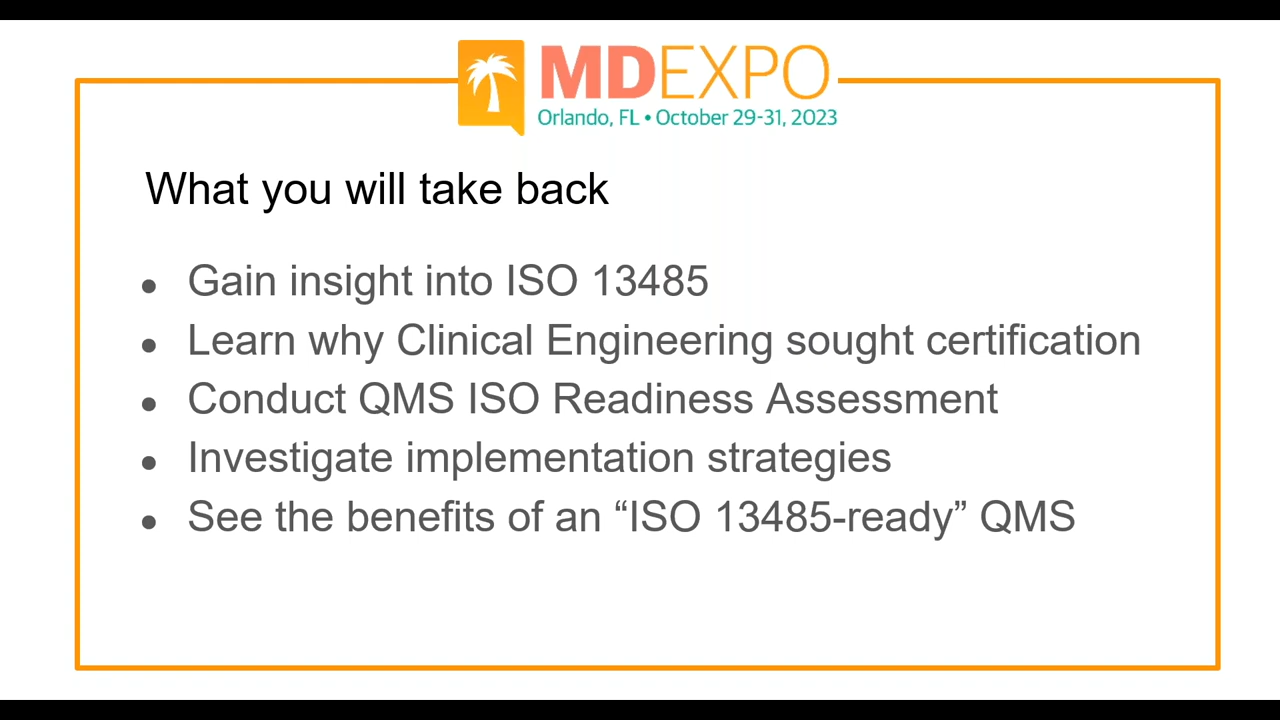 MDEXPO
Orlando, FL • October 29-31, 2023
What you will take back
• Gain insight into ISO 13485
• Learn why Clinical Engineering sought certification
• Conduct QMS ISO Readiness Assessment
• Investigate implementation strategies
• See the benefits of an “ISO 13485-ready” QMS